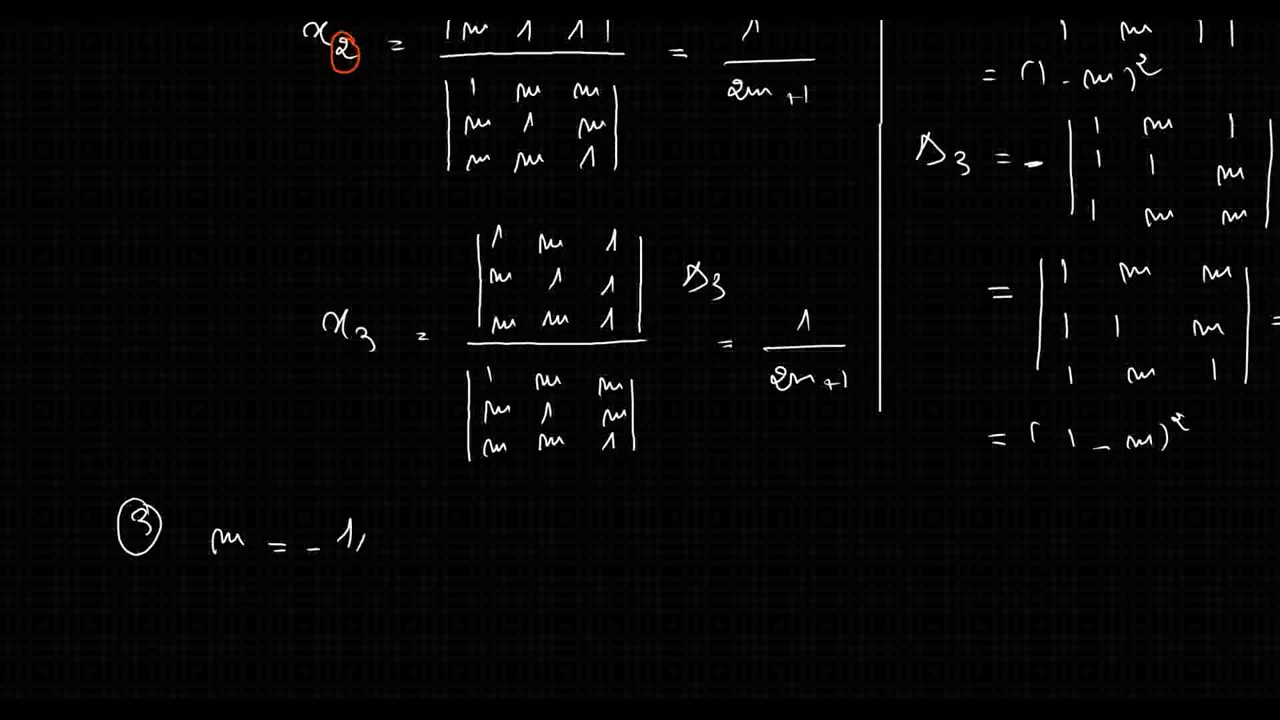 x₂ = |m 1 1| / |1 m m; m 1 m; m m 1| = 1 / 2m+1
x₃ = |1 m 1; m 1 1; m m 1| / |1 m m; m 1 m; m m 1| Δ₃ = 1 / 2m+1
③ m = - 1,
1 m 1|
= (1 - m)²
Δ₃ = - |1 m 1; 1 1 m; 1 m m|
= |1 m m; 1 1 m; 1 m 1| =
= (1 - m)²